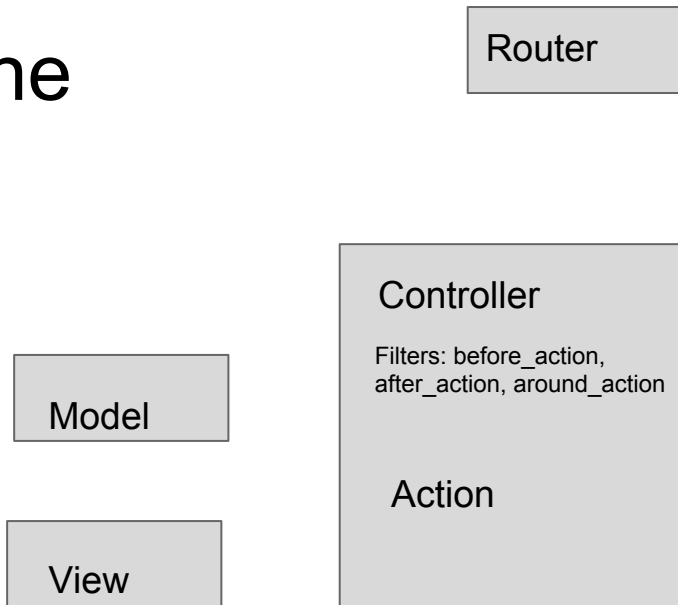 ne
Router
Controller
Filters: before_action,
after_action, around_action
Model
Action
View